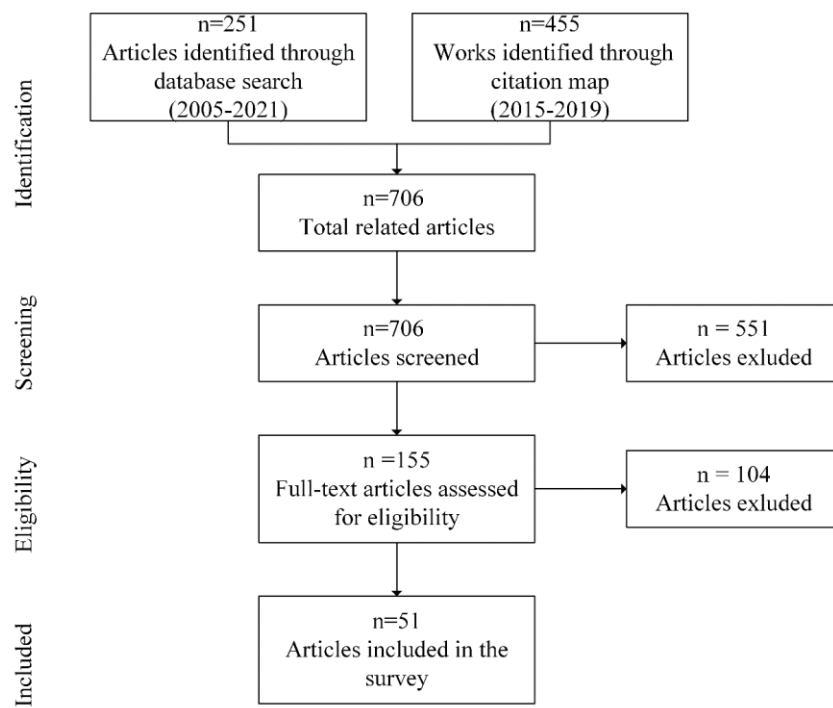 n=251
Articles identified through
database search
(2005-2021)
n=455
Works identified through
citation map
(2015-2019)
Identification
n=706
Total related articles
Screening
n=706
Articles screened
n = 551
Articles exluded
Eligibility
n =155
Full-text articles assessed
for eligibility
n = 104
Articles exluded
Included
n=51
Articles included in the
survey